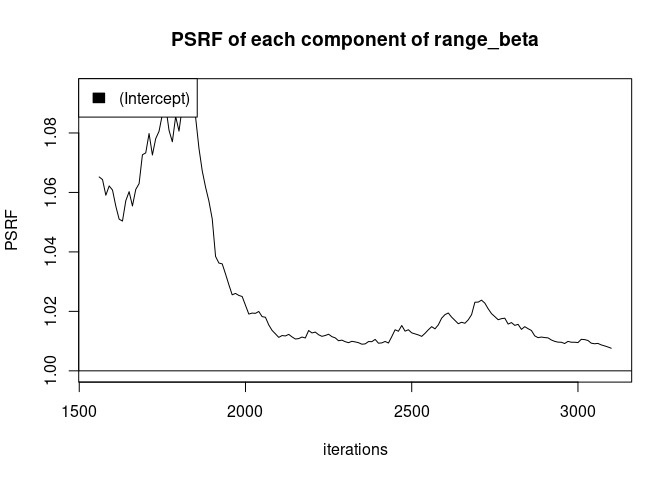 PSRF of each component of range_beta
(Intercept)
PSRF
1.08
1.06
1.04
1.02
1.00
1500 2000 2500 3000
iterations